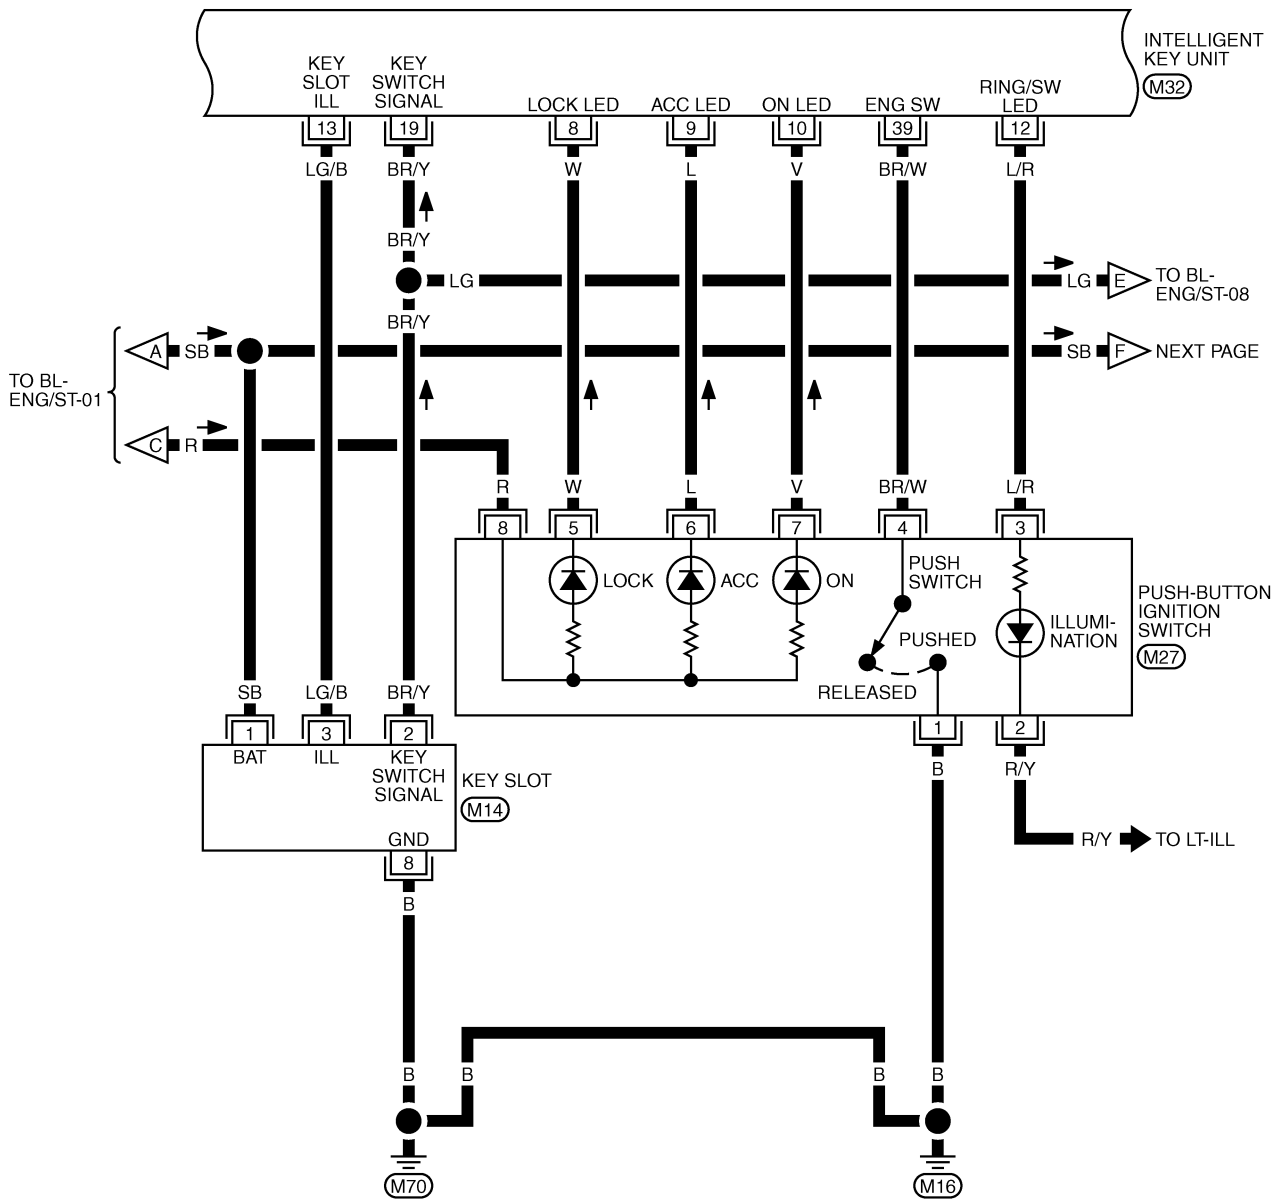 INTELLIGENT
KEY UNIT
M32
KEY
SLOT
ILL
KEY
SWITCH
SIGNAL
LOCK LED
ACC LED
ON LED
ENG SW
RING/SW
LED
13
19
8
9
10
39
12
LG/B
BR/Y
W
L
V
BR/W
L/R
BR/Y
LG
LG
E
TO BL-
ENG/ST-08
BR/Y
TO BL-
ENG/ST-01
A
SB
SB
F
NEXT PAGE
C
R
R
W
L
V
BR/W
L/R
8
5
6
7
4
3
LOCK
ACC
ON
PUSH
SWITCH
PUSHED
RELEASED
ILLUMI-
NATION
PUSH-BUTTON
IGNITION
SWITCH
M27
SB
LG/B
BR/Y
1
3
2
1
2
BAT
ILL
KEY
SWITCH
SIGNAL
KEY SLOT
M14
GND
8
B
R/Y
R/Y
TO LT-ILL
B
B
B
B
B
M70
M16